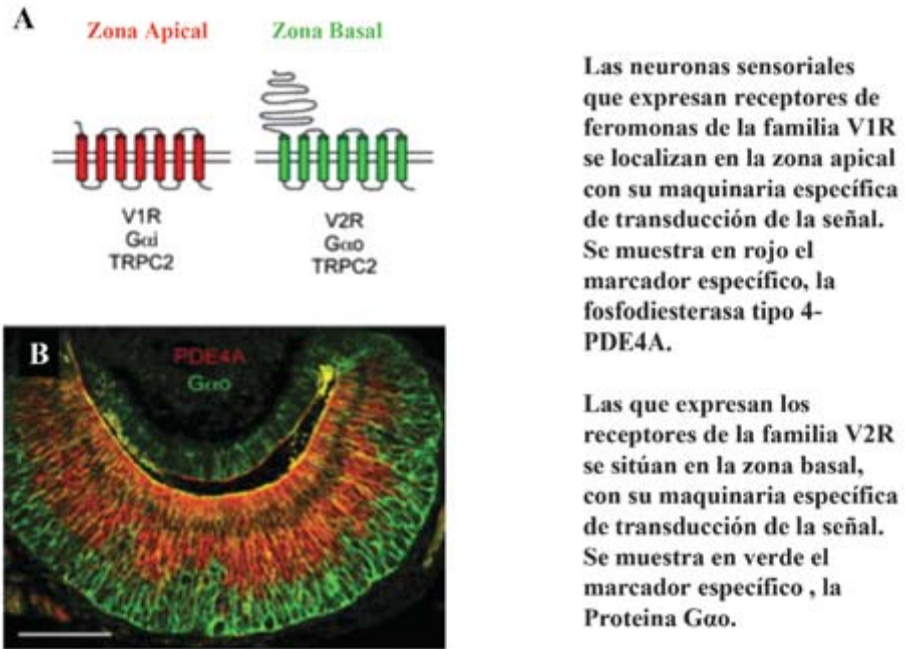 A
Zona Apical
Zona Basal
V1R
Gαi
TRPC2
V2R
Gαo
TRPC2
B
PDE4A
Gαo
Las neuronas sensoriales
que expresan receptores de
feromonas de la familia V1R
se localizan en la zona apical
con su maquinaria específica
de transducción de la señal.
Se muestra en rojo el
marcador específico, la
fosfodiesterasa tipo 4-
PDE4A.
Las que expresan los
receptores de la familia V2R
se sitúan en la zona basal,
con su maquinaria específica
de transducción de la señal.
Se muestra en verde el
marcador específico , la
Proteina Gαo.